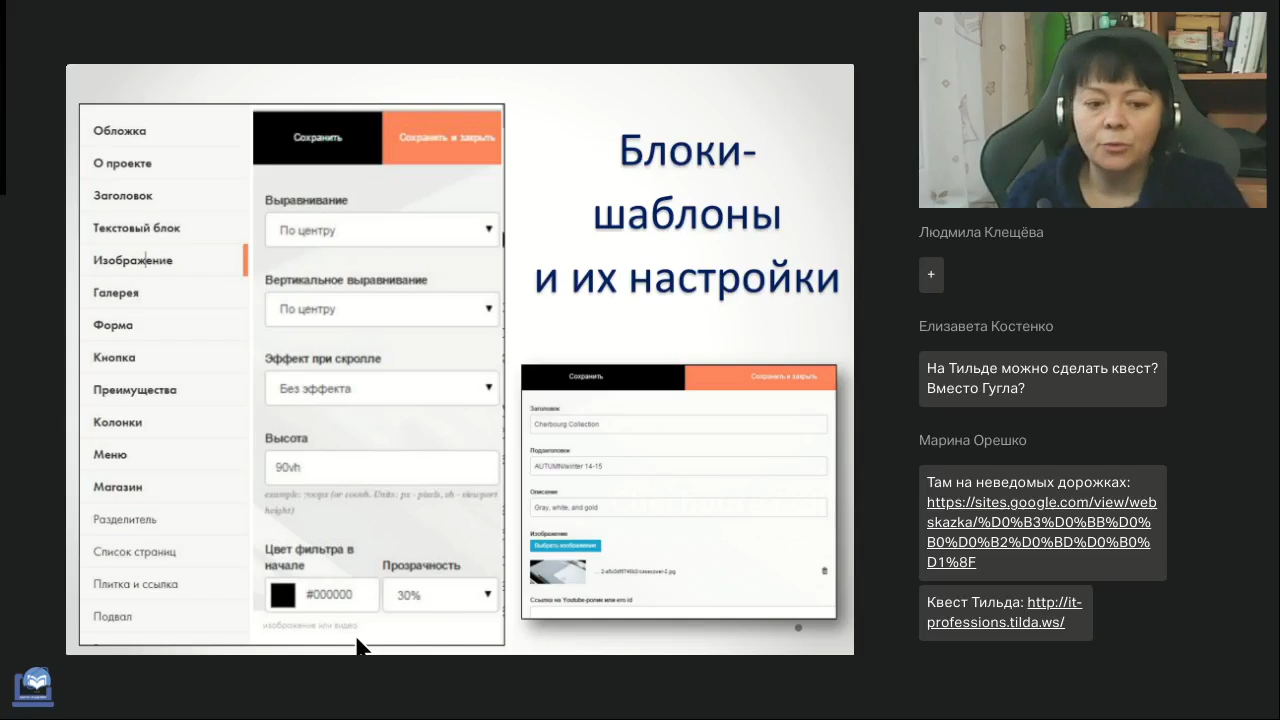 Обложка
О проекте
Заголовок
Текстовый блок
Изображение
Галерея
Форма
Кнопка
Преимущества
Колонки
Меню
Магазин
Разделитель
Список страниц
Плитка и ссылка
Подвал
Сохранить
Сохранить и закрыть
Выравнивание
По центру
Вертикальное выравнивание
По центру
Эффект при скролле
Без эффекта
Высота
90vh
height)
Цвет фильтра в
начале
Прозрачность
#000000
30%
изображение или видео
Блоки-
шаблоны
и их настройки
Сохранить
Сохранить и закрыть
Заголовок
Cherbourg Collection
Подзаголовок
AUTUMN/winter 14-15
Описание
Gray, white, and gold
Изображение
Выбрать изображение
Ссылка на Youtube-ролик или его id
Людмила Клещёва
+
Елизавета Костенко
На Тильде можно сделать квест?
Вместо Гугла?
Марина Орешко
Там на неведомых дорожках:
https://sites.google.com/view/web
skazka/%D0%B3%D0%BB%D0%
B0%D0%B2%D0%BD%D0%B0%
D1%8F
Квест Тильда: http://it-
professions.tilda.ws/